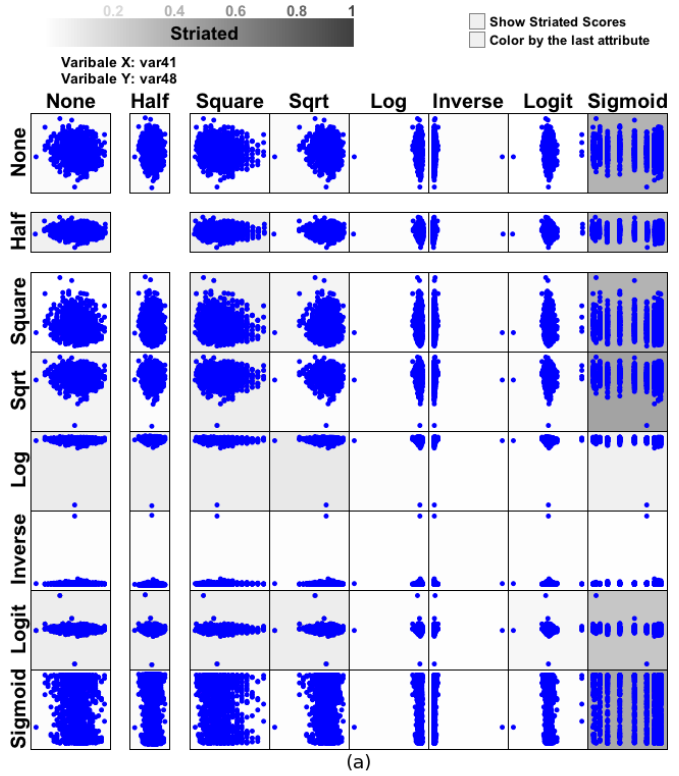 0.2 0.4 0.6 0.8 1
Striated
Show Striated Scores
Color by the last attribute
Varibale X: var41
Varibale Y: var48
None Half Square Sqrt Log Inverse Logit Sigmoid
None
Half
Square
Sqrt
Log
Inverse
Logit
Sigmoid
(a)